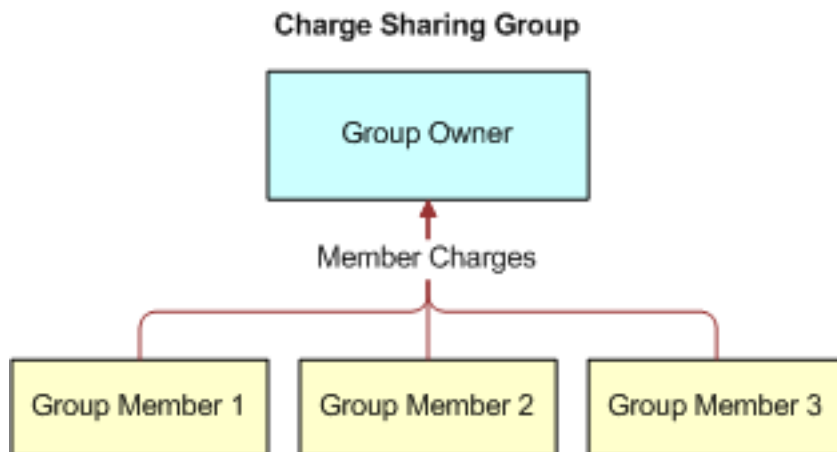 Charge Sharing Group
Group Owner
Member Charges
Group Member 1
Group Member 2
Group Member 3